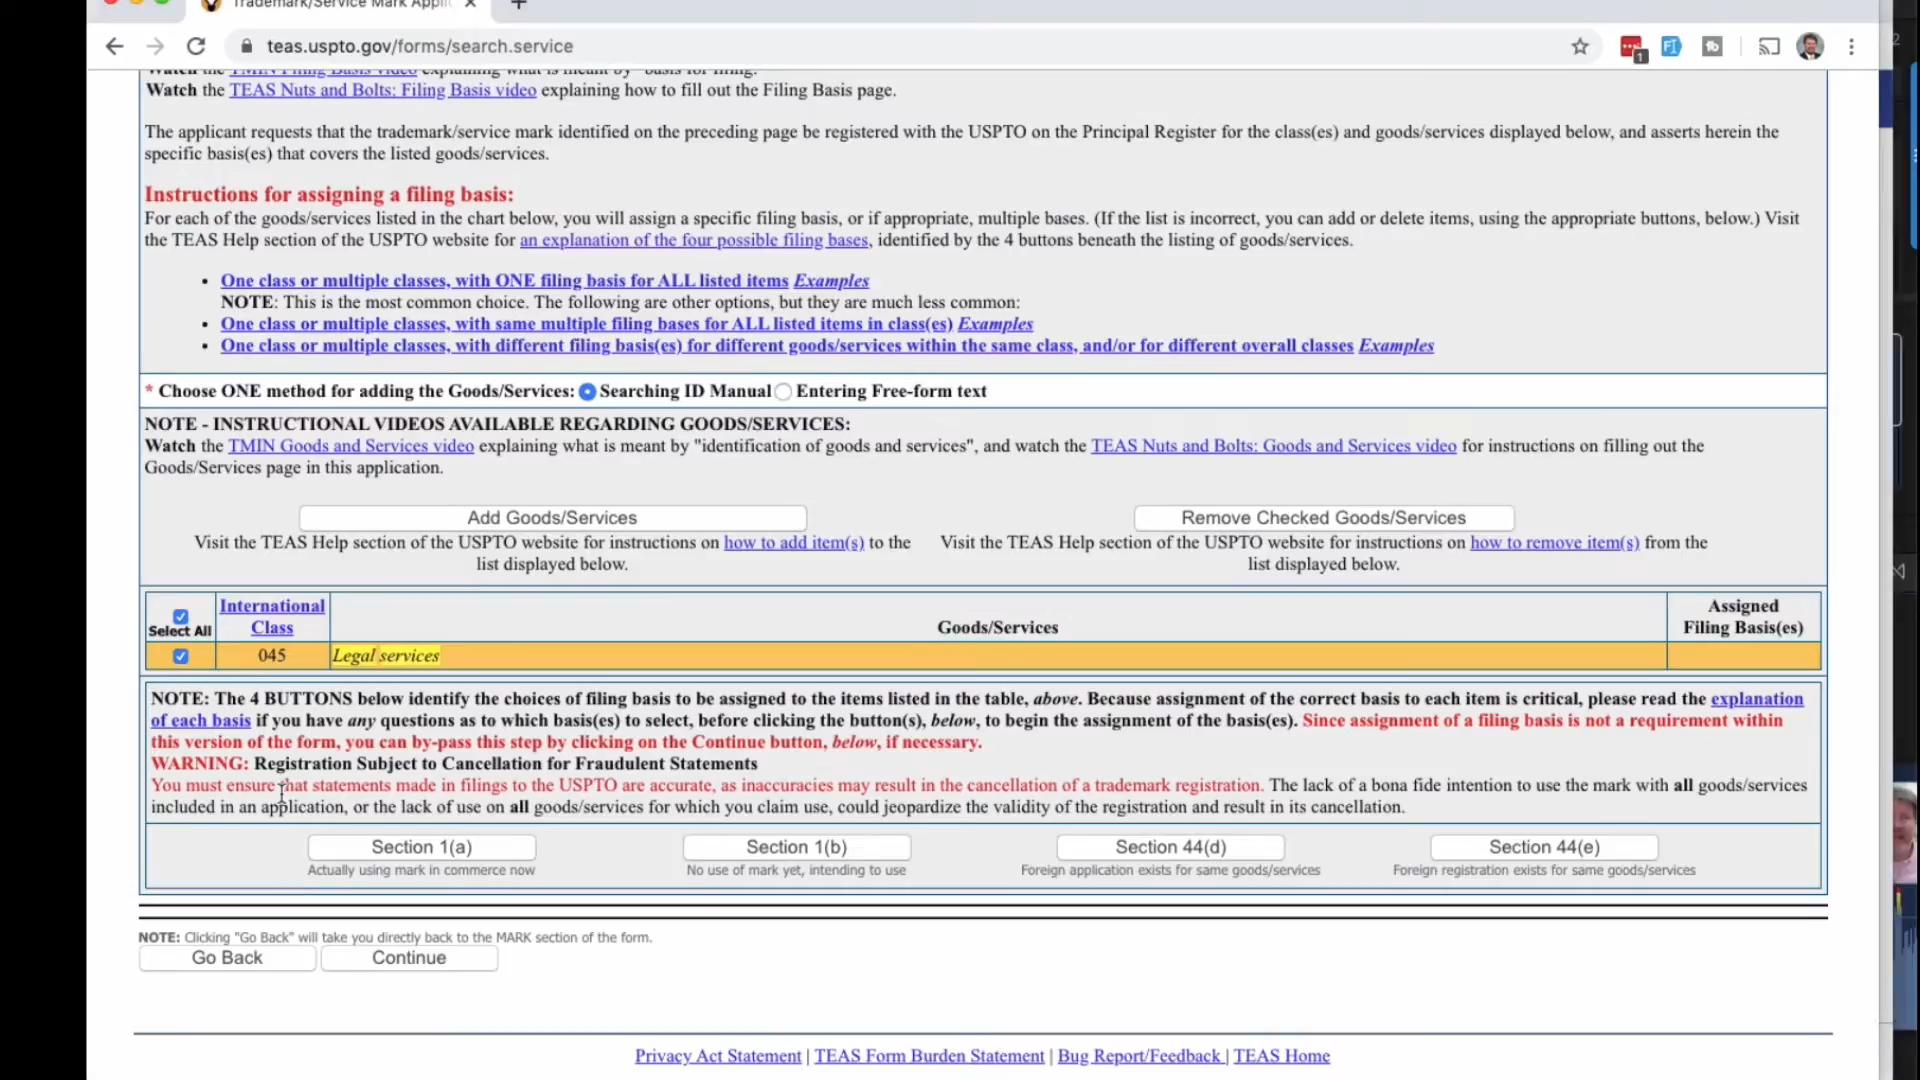 Trademark/Service Mark Appli
teas.uspto.gov/forms/search.service
1
Watch the TMIN Filing Basis video explaining what is meant by "basis for filing."
Watch the TEAS Nuts and Bolts: Filing Basis video explaining how to fill out the Filing Basis page.
The applicant requests that the trademark/service mark identified on the preceding page be registered with the USPTO on the Principal Register for the class(es) and goods/services displayed below, and asserts herein the
specific basis(es) that covers the listed goods/services.
Instructions for assigning a filing basis:
For each of the goods/services listed in the chart below, you will assign a specific filing basis, or if appropriate, multiple bases. (If the list is incorrect, you can add or delete items, using the appropriate buttons, below.) Visit
the TEAS Help section of the USPTO website for an explanation of the four possible filing bases, identified by the 4 buttons beneath the listing of goods/services.
• One class or multiple classes, with ONE filing basis for ALL listed items Examples
NOTE: This is the most common choice. The following are other options, but they are much less common:
• One class or multiple classes, with same multiple filing bases for ALL listed items in class(es) Examples
• One class or multiple classes, with different filing basis(es) for different goods/services within the same class, and/or for different overall classes Examples
* Choose ONE method for adding the Goods/Services: Searching ID Manual Entering Free-form text
NOTE - INSTRUCTIONAL VIDEOS AVAILABLE REGARDING GOODS/SERVICES:
Watch the TMIN Goods and Services video explaining what is meant by "identification of goods and services", and watch the TEAS Nuts and Bolts: Goods and Services video for instructions on filling out the
Goods/Services page in this application.
Add Goods/Services
Visit the TEAS Help section of the USPTO website for instructions on how to add item(s) to the
list displayed below.
Remove Checked Goods/Services
Visit the TEAS Help section of the USPTO website for instructions on how to remove item(s) from the
list displayed below.
Select All
International
Class
Goods/Services
Assigned
Filing Basis(es)
045
Legal services
NOTE: The 4 BUTTONS below identify the choices of filing basis to be assigned to the items listed in the table, above. Because assignment of the correct basis to each item is critical, please read the explanation
of each basis if you have any questions as to which basis(es) to select, before clicking the button(s), below, to begin the assignment of the basis(es). Since assignment of a filing basis is not a requirement within
this version of the form, you can by-pass this step by clicking on the Continue button, below, if necessary.
WARNING: Registration Subject to Cancellation for Fraudulent Statements
You must ensure that statements made in filings to the USPTO are accurate, as inaccuracies may result in the cancellation of a trademark registration. The lack of a bona fide intention to use the mark with all goods/services
included in an application, or the lack of use on all goods/services for which you claim use, could jeopardize the validity of the registration and result in its cancellation.
Section 1(a)
Actually using mark in commerce now
Section 1(b)
No use of mark yet, intending to use
Section 44(d)
Foreign application exists for same goods/services
Section 44(e)
Foreign registration exists for same goods/services
NOTE: Clicking "Go Back" will take you directly back to the MARK section of the form.
Go Back
Continue
Privacy Act Statement | TEAS Form Burden Statement | Bug Report/Feedback | TEAS Home